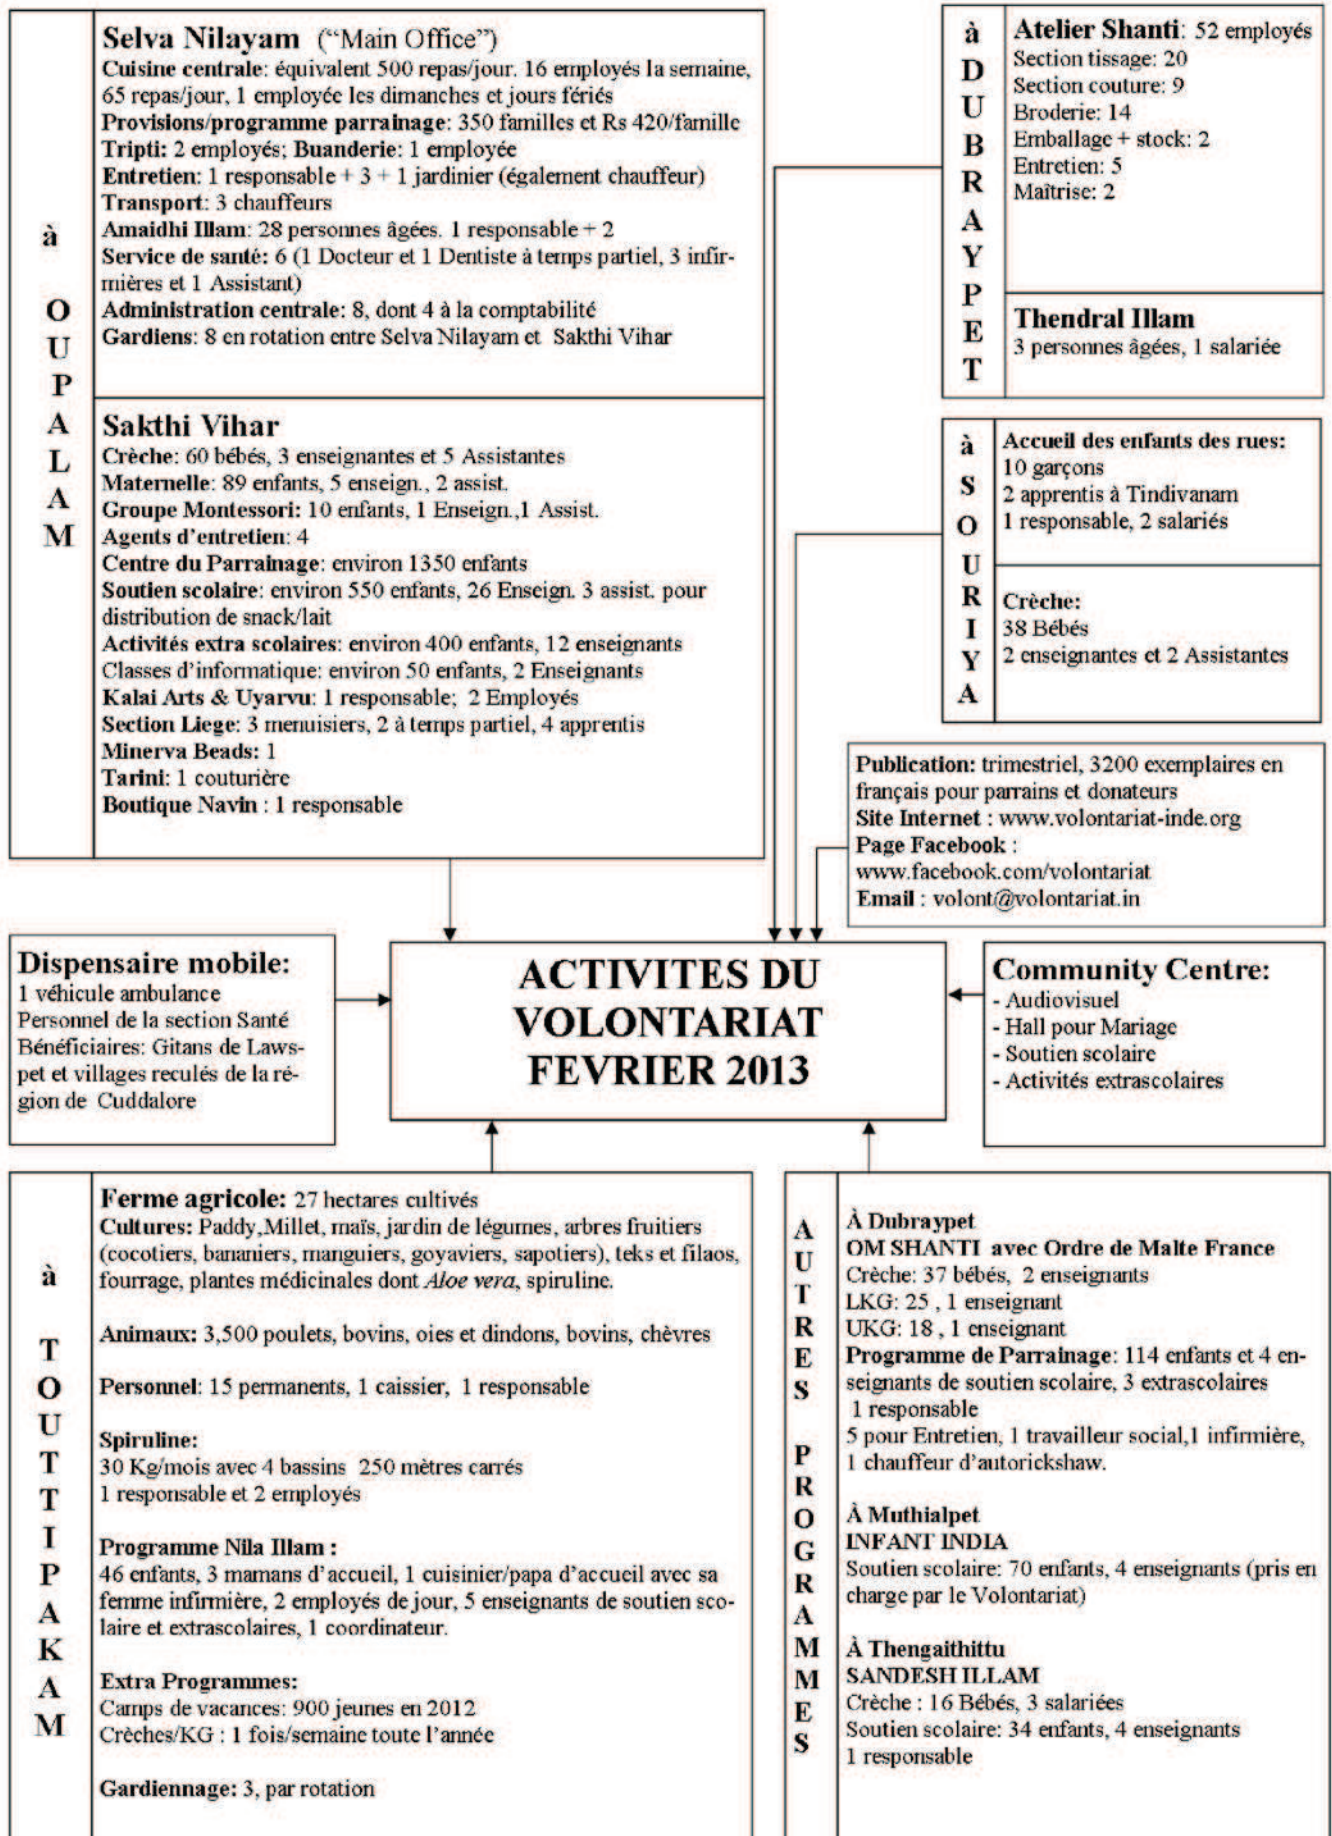 à OUPALAM
Selva Nilayam (“Main Office”)
Cuisine centrale: équivalent 500 repas/jour. 16 employés la semaine,
65 repas/jour, 1 employée les dimanches et jours fériés
Provisions/programme parrainage: 350 familles et Rs 420/famille
Tripti: 2 employés; Buanderie: 1 employée
Entretien: 1 responsable + 3 + 1 jardinier (également chauffeur)
Transport: 3 chauffeurs
Amaidhi Illam: 28 personnes âgées. 1 responsable + 2
Service de santé: 6 (1 Docteur et 1 Dentiste à temps partiel, 3 infir-
mières et 1 Assistant)
Administration centrale: 8, dont 4 à la comptabilité
Gardiens: 8 en rotation entre Selva Nilayam et Sakthi Vihar
Sakthi Vihar
Crèche: 60 bébés, 3 enseignantes et 5 Assistantes
Maternelle: 89 enfants, 5 enseign., 2 assist.
Groupe Montessori: 10 enfants, 1 Enseign.,1 Assist.
Agents d’entretien: 4
Centre du Parrainage: environ 1350 enfants
Soutien scolaire: environ 550 enfants, 26 Enseign. 3 assist. pour
distribution de snack/lait
Activités extra scolaires: environ 400 enfants, 12 enseignants
Classes d’informatique: environ 50 enfants, 2 Enseignants
Kalai Arts & Uyarvu: 1 responsable; 2 Employés
Section Liege: 3 menuisiers, 2 à temps partiel, 4 apprentis
Minerva Beads: 1
Tarini: 1 couturière
Boutique Navin : 1 responsable
à DUBRAYPET
Atelier Shanti: 52 employés
Section tissage: 20
Section couture: 9
Broderie: 14
Emballage + stock: 2
Entretien: 5
Maîtrise: 2
Thendral Illam
3 personnes âgées, 1 salariée
à SOURIYA
Accueil des enfants des rues:
10 garçons
2 apprentis à Tindivanam
1 responsable, 2 salariés
Crèche:
38 Bébés
2 enseignantes et 2 Assistantes
Publication: trimestriel, 3200 exemplaires en
français pour parrains et donateurs
Site Internet : www.volontariat-inde.org
Page Facebook :
www.facebook.com/volontariat
Email : volont@volontariat.in
Dispensaire mobile:
1 véhicule ambulance
Personnel de la section Santé
Bénéficiaires: Gitans de Laws-
pet et villages reculés de la ré-
gion de Cuddalore
ACTIVITES DU
VOLONTARIAT
FEVRIER 2013
Community Centre:
- Audiovisuel
- Hall pour Mariage
- Soutien scolaire
- Activités extrascolaires
à TOUTTIPAKAM
Ferme agricole: 27 hectares cultivés
Cultures: Paddy,Millet, maïs, jardin de légumes, arbres fruitiers
(cocotiers, bananiers, manguiers, goyaviers, sapotiers), teks et filaos,
fourrage, plantes médicinales dont Aloe vera, spiruline.
Animaux: 3,500 poulets, bovins, oies et dindons, bovins, chèvres
Personnel: 15 permanents, 1 caissier, 1 responsable
Spiruline:
30 Kg/mois avec 4 bassins 250 mètres carrés
1 responsable et 2 employés
Programme Nila Illam :
46 enfants, 3 mamans d’accueil, 1 cuisinier/papa d’accueil avec sa
femme infirmière, 2 employés de jour, 5 enseignants de soutien sco-
laire et extrascolaires, 1 coordinateur.
Extra Programmes:
Camps de vacances: 900 jeunes en 2012
Crèches/KG : 1 fois/semaine toute l’année
Gardiennage: 3, par rotation
AUTRES PROGRAMMES
À Dubraypet
OM SHANTI avec Ordre de Malte France
Crèche: 37 bébés, 2 enseignants
LKG: 25 , 1 enseignant
UKG: 18 , 1 enseignant
Programme de Parrainage: 114 enfants et 4 en-
seignants de soutien scolaire, 3 extrascolaires
1 responsable
5 pour Entretien, 1 travailleur social,1 infirmière,
1 chauffeur d’autorickshaw.
À Muthialpet
INFANT INDIA
Soutien scolaire: 70 enfants, 4 enseignants (pris en
charge par le Volontariat)
À Thengaithittu
SANDESH ILLAM
Crèche : 16 Bébés, 3 salariées
Soutien scolaire: 34 enfants, 4 enseignants
1 responsable